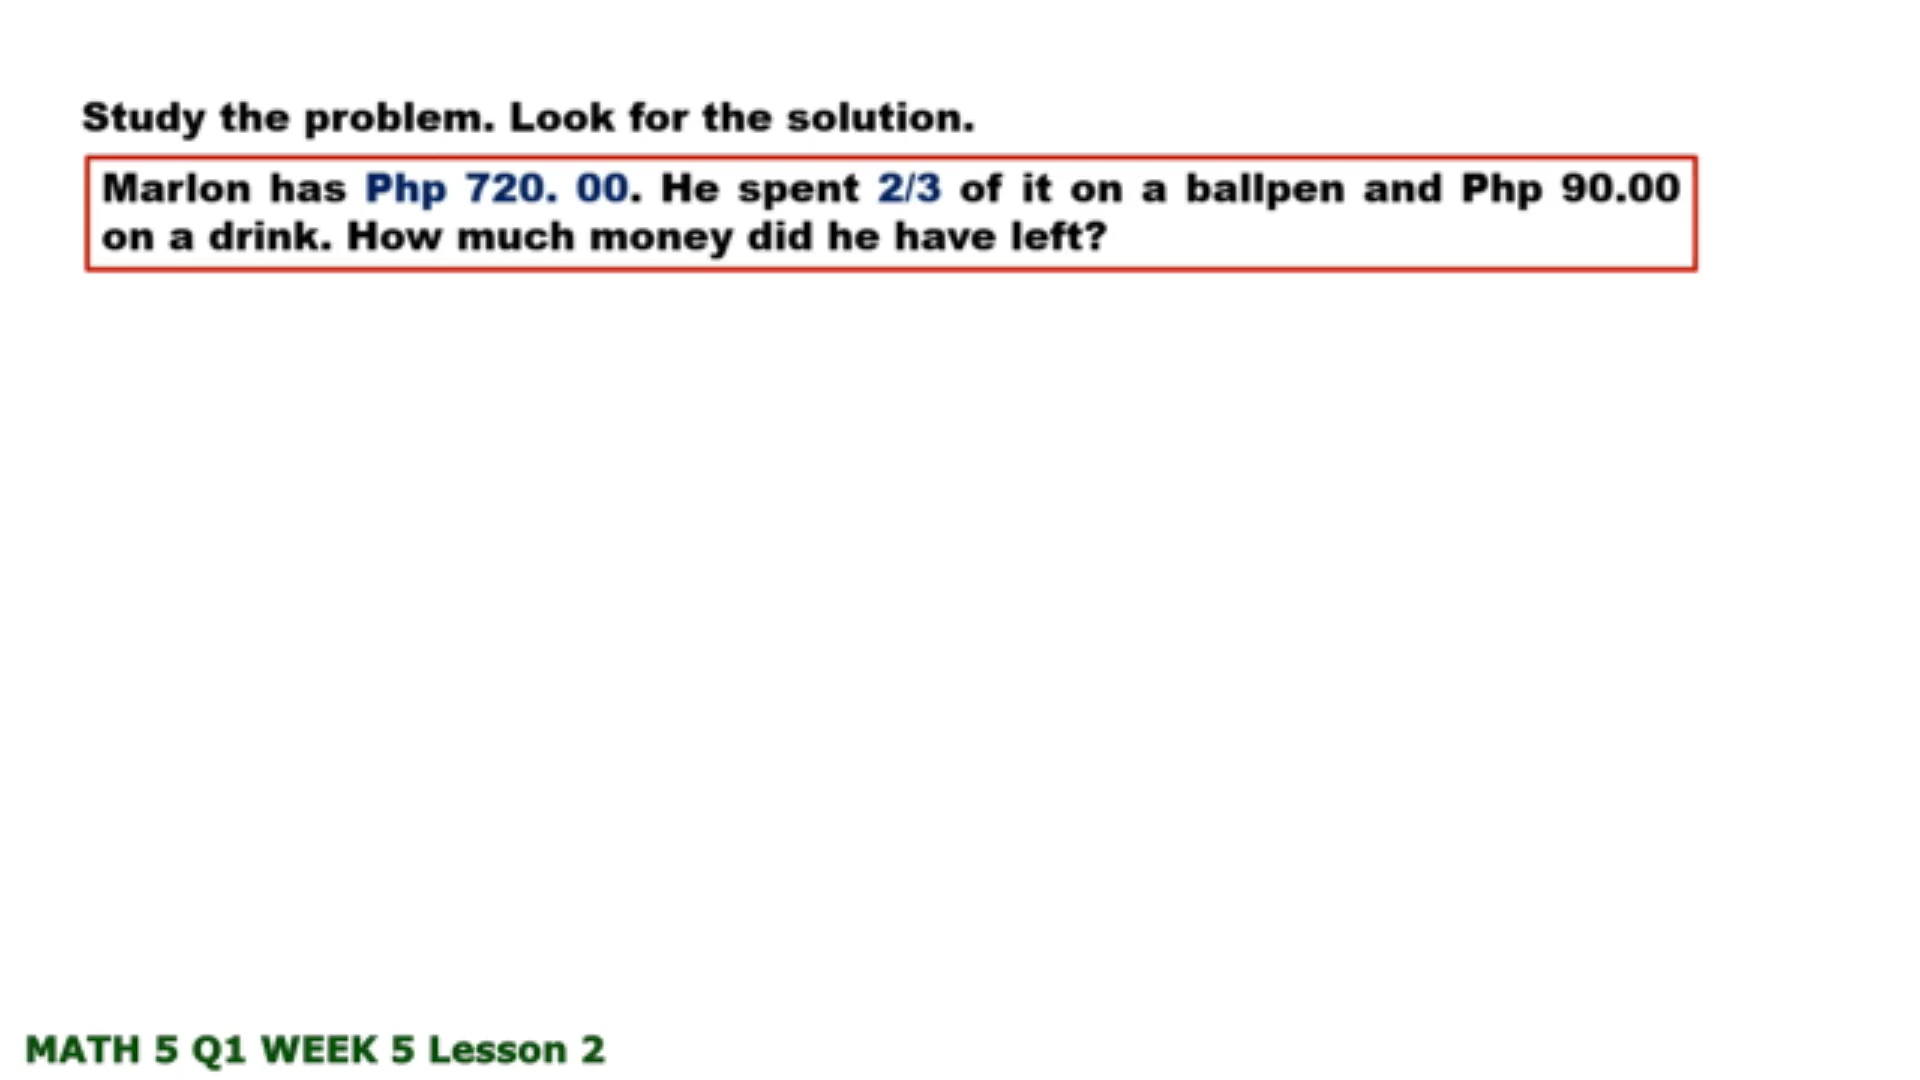 Study the problem. Look for the solution.
Marlon has Php 720. 00. He spent 2/3 of it on a ballpen and Php 90.00
on a drink. How much money did he have left?
MATH 5 Q1 WEEK 5 Lesson 2